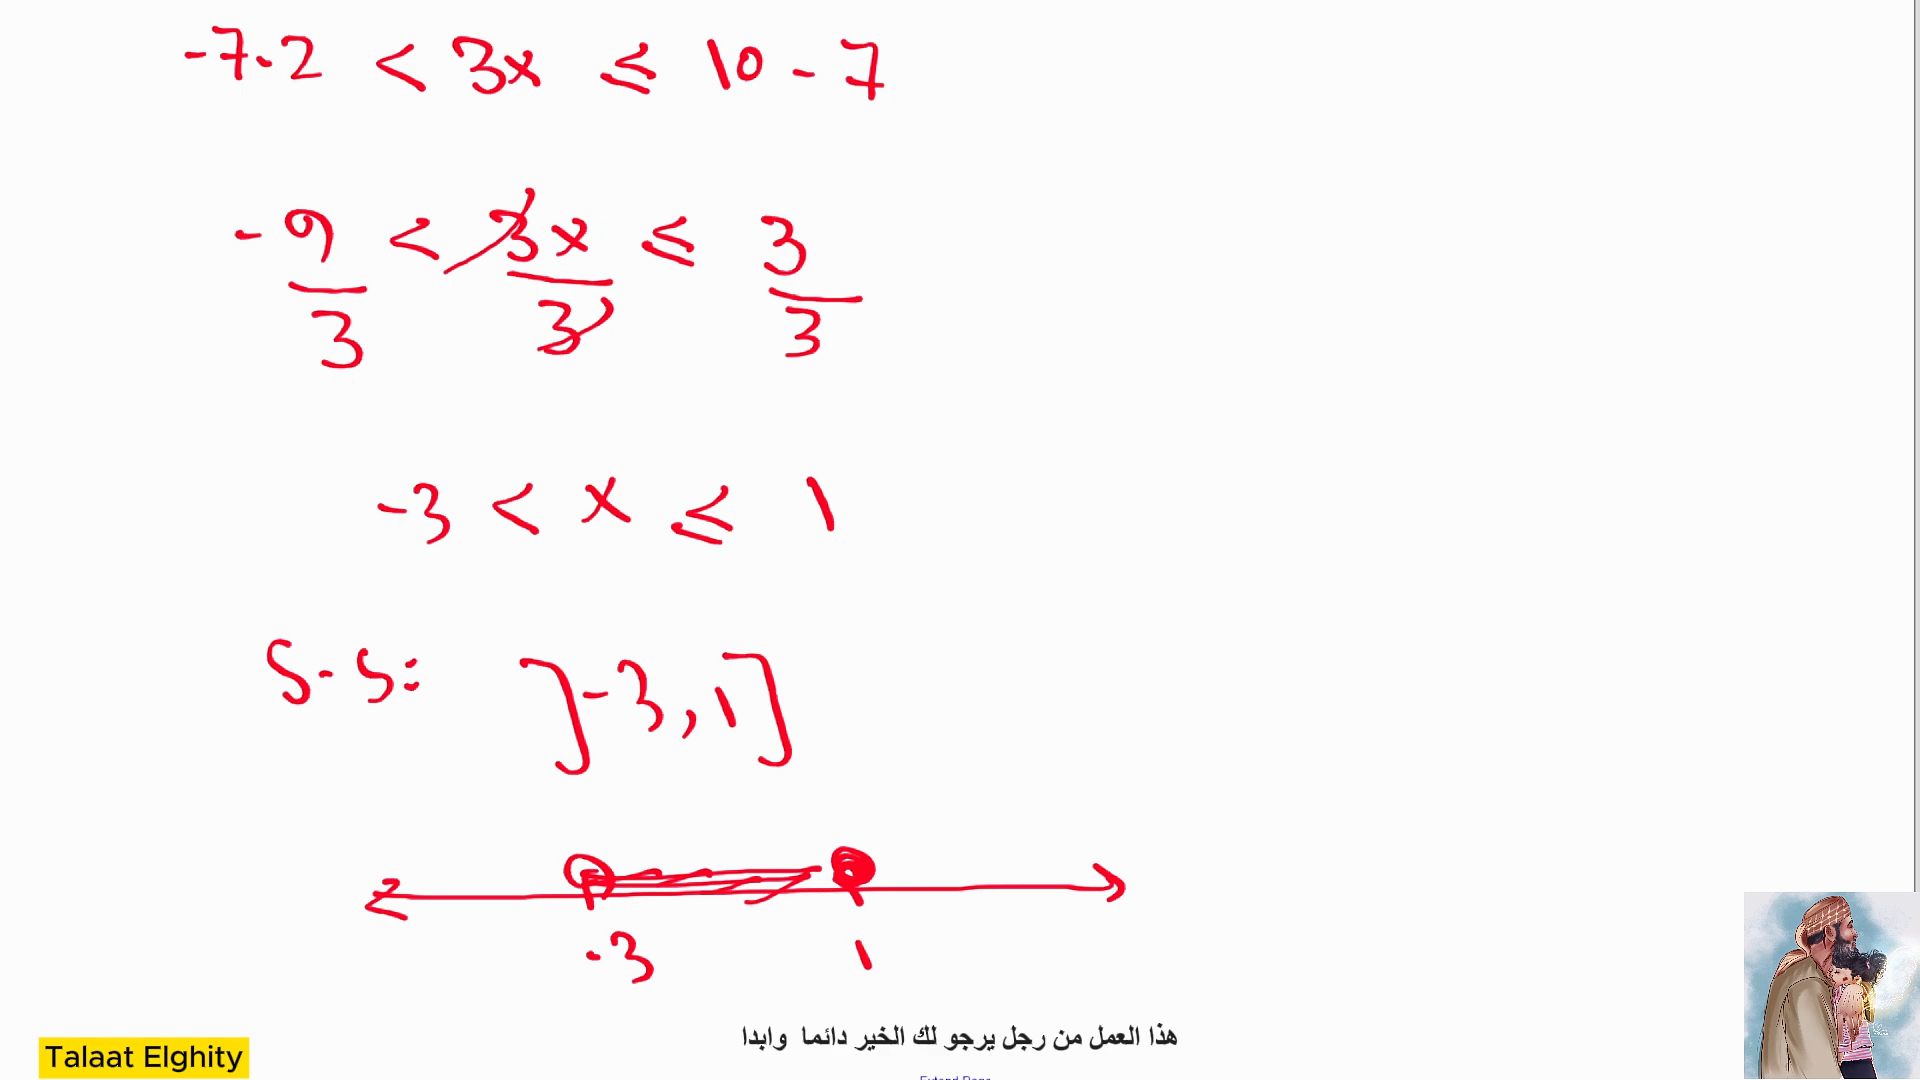 -7-2 < 3x ≤ 10 - 7
-9/3 < 3x/3 ≤ 3/3
-3 < x ≤ 1
S.S= ]-3, 1]
-3 1
هذا العمل من رجل يرجو لك الخير دائما وابدا
Talaat Elghity